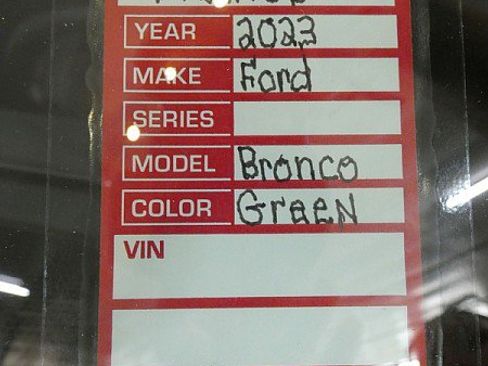 YEAR 2023
MAKE Ford
SERIES
MODEL Bronco
COLOR GraeN
VIN